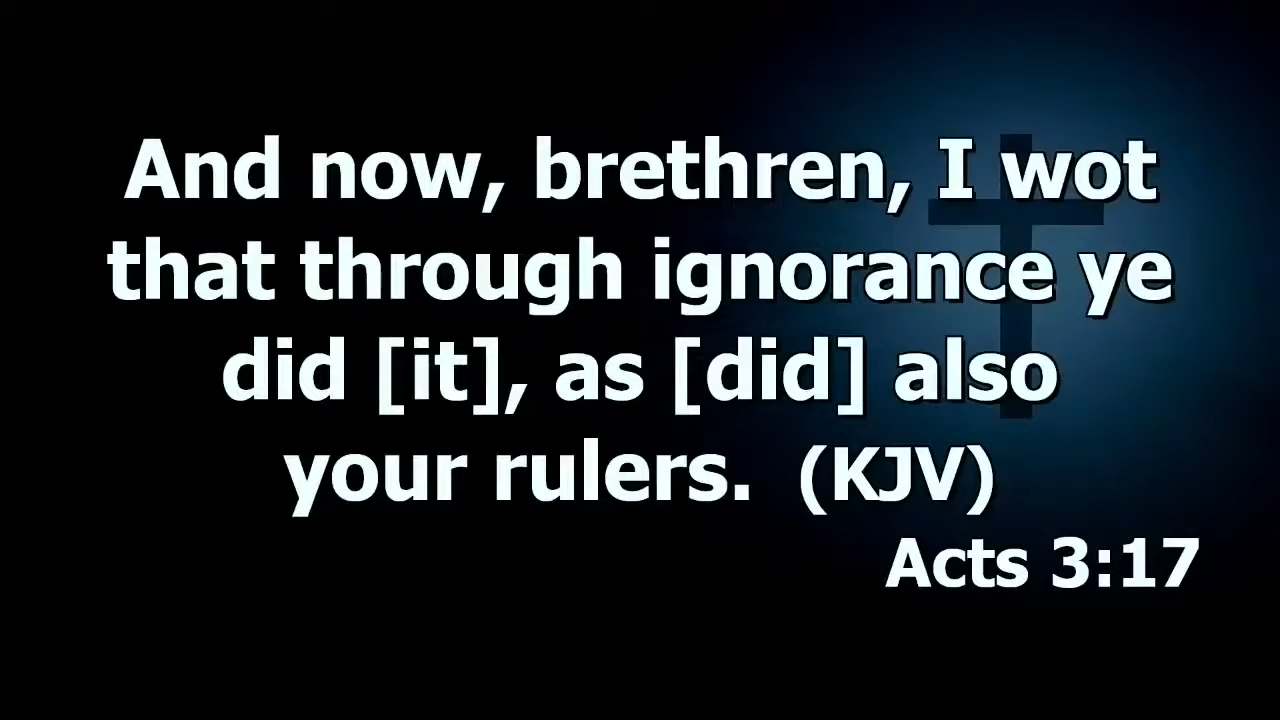 And now, brethren, I wot
that through ignorance ye
did [it], as [did] also
your rulers. (KJV)
Acts 3:17